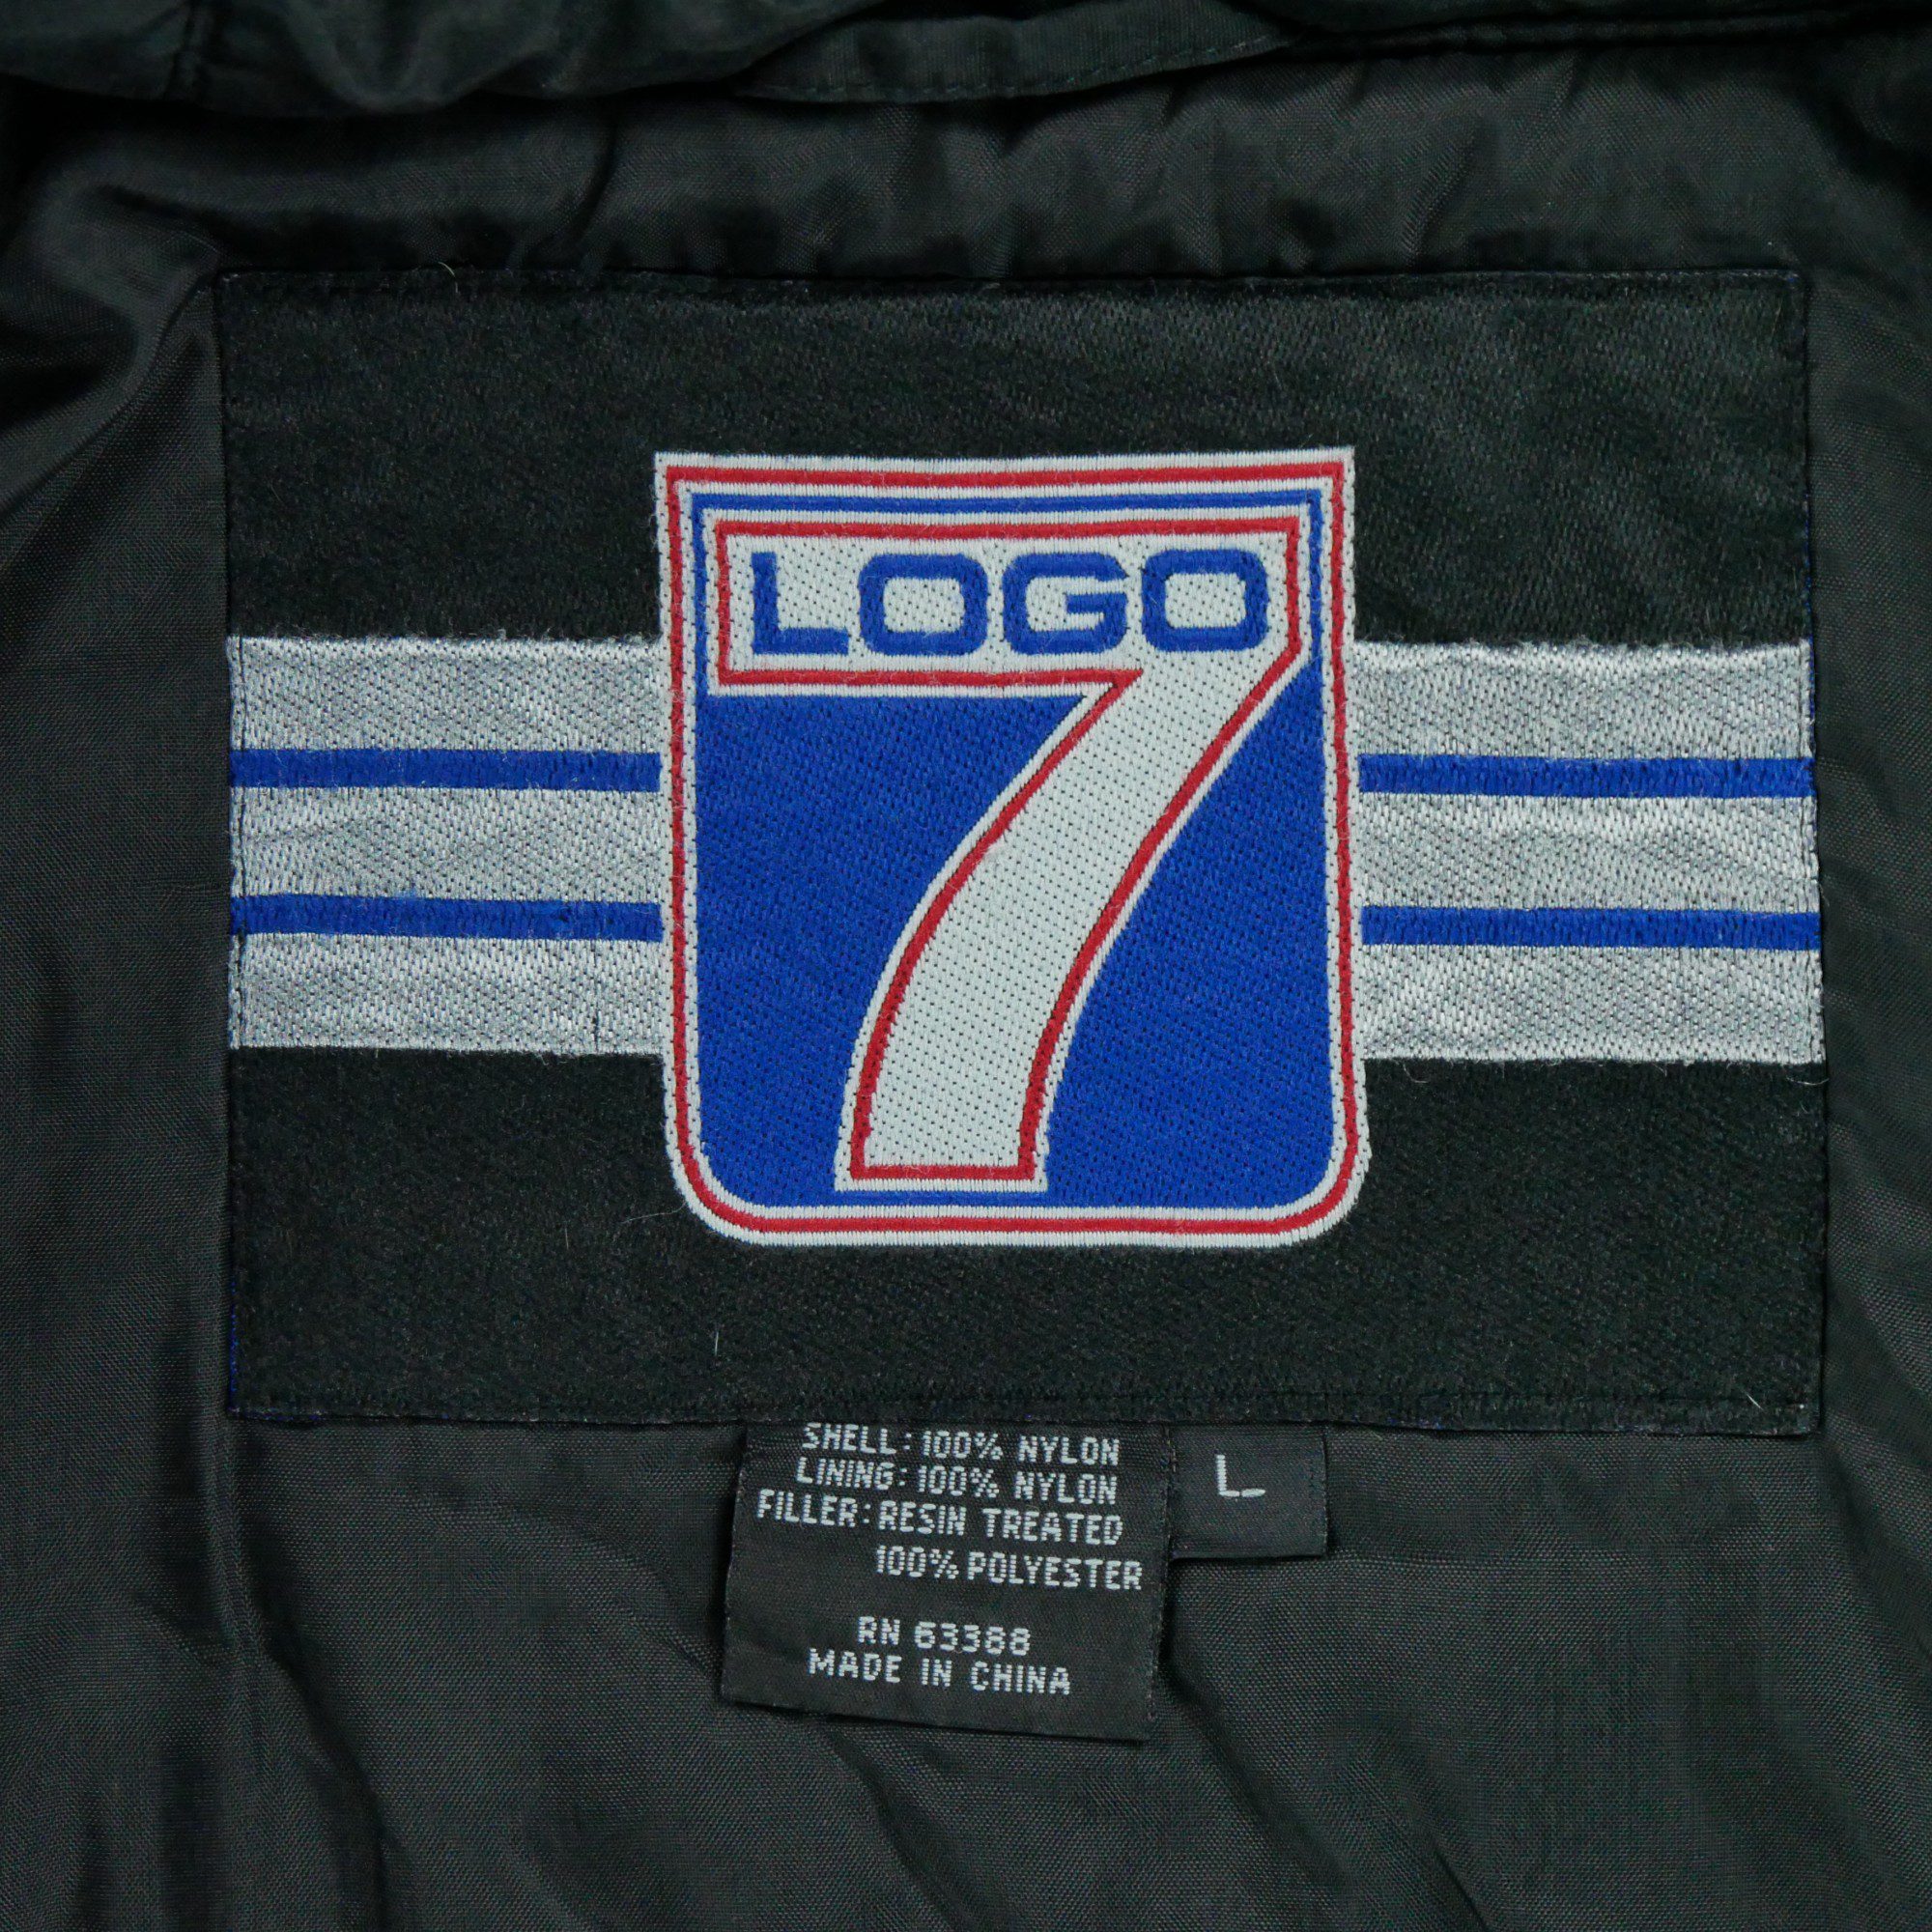 LOGO
7
SHELL: 100% NYLON
LINING: 100% NYLON
FILLER: RESIN TREATED
100% POLYESTER
L
RN 63388
MADE IN CHINA